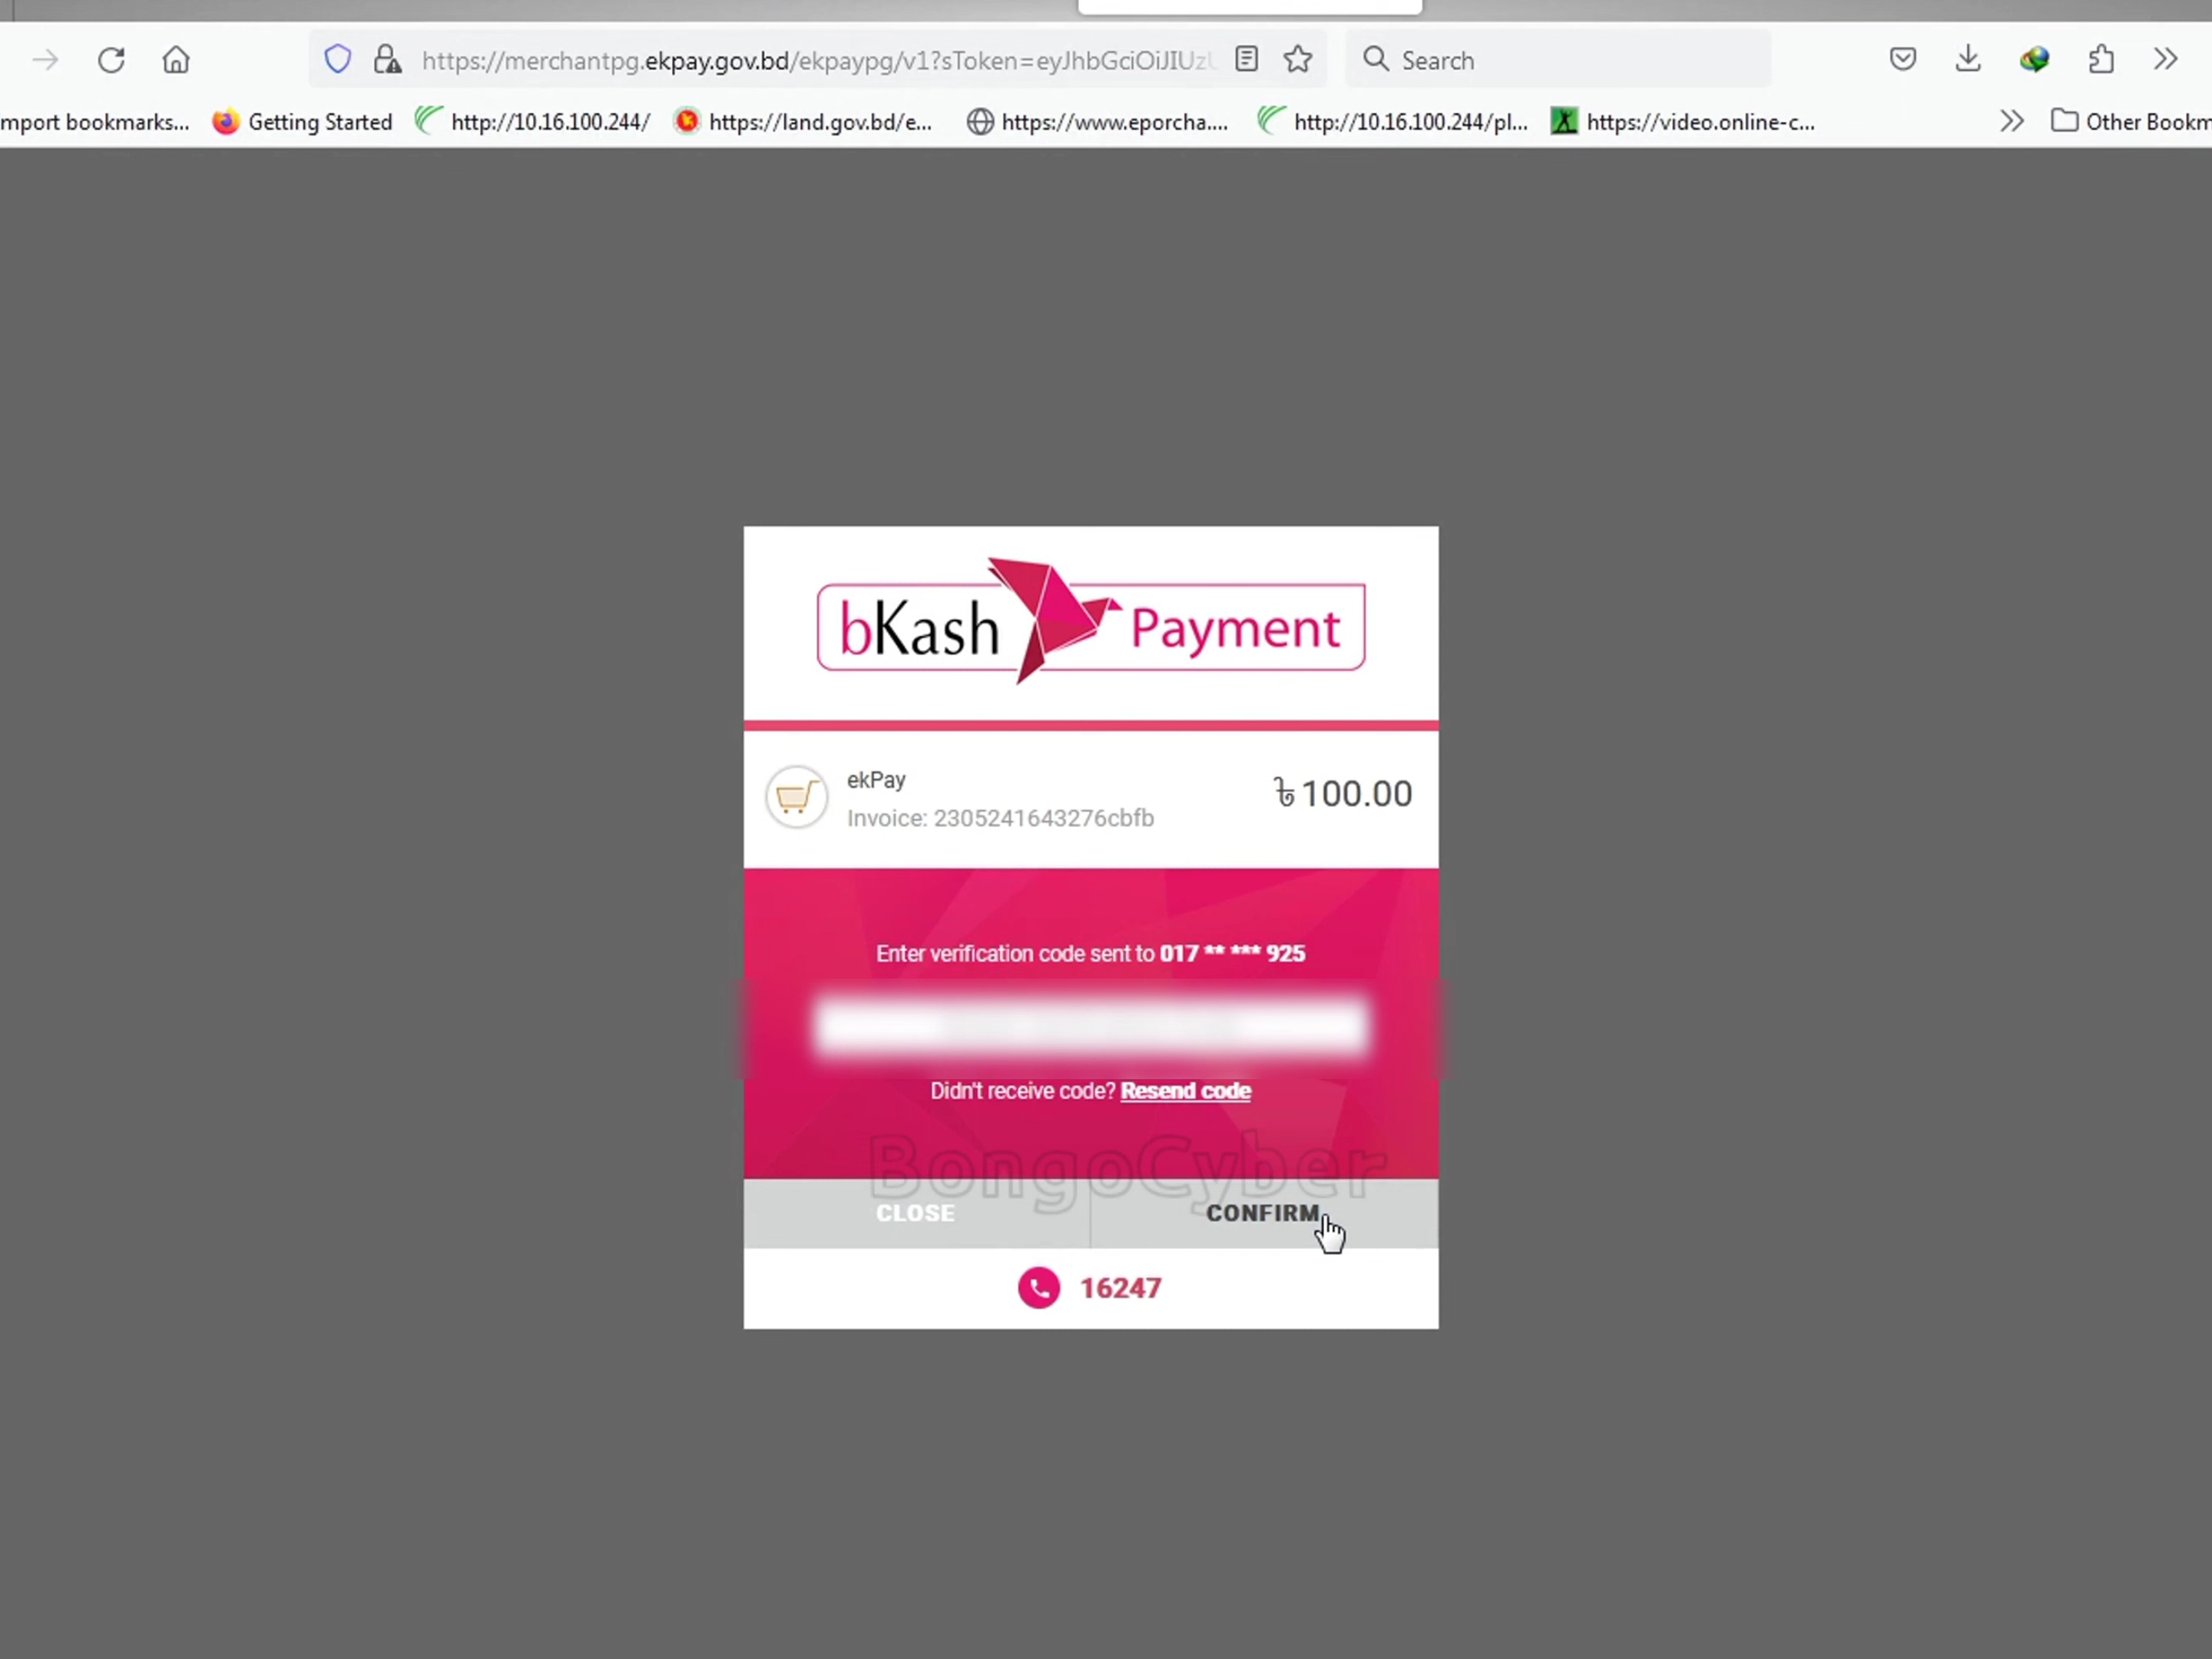 https://merchantpg.ekpay.gov.bd/ekpaypg/v1?sToken=eyJhbGciOiJIUzU
Search
mport bookmarks...
Getting Started
http://10.16.100.244/
https://land.gov.bd/e...
https://www.eporcha....
http://10.16.100.244/pl...
https://video.online-c...
Other Bookm
bKash Payment
ekPay
৳ 100.00
Invoice: 2305241643276cbfb
Enter verification code sent to 017 ** *** 925
Didn't receive code? Resend code
BongoCyber
CLOSE
CONFIRM
16247